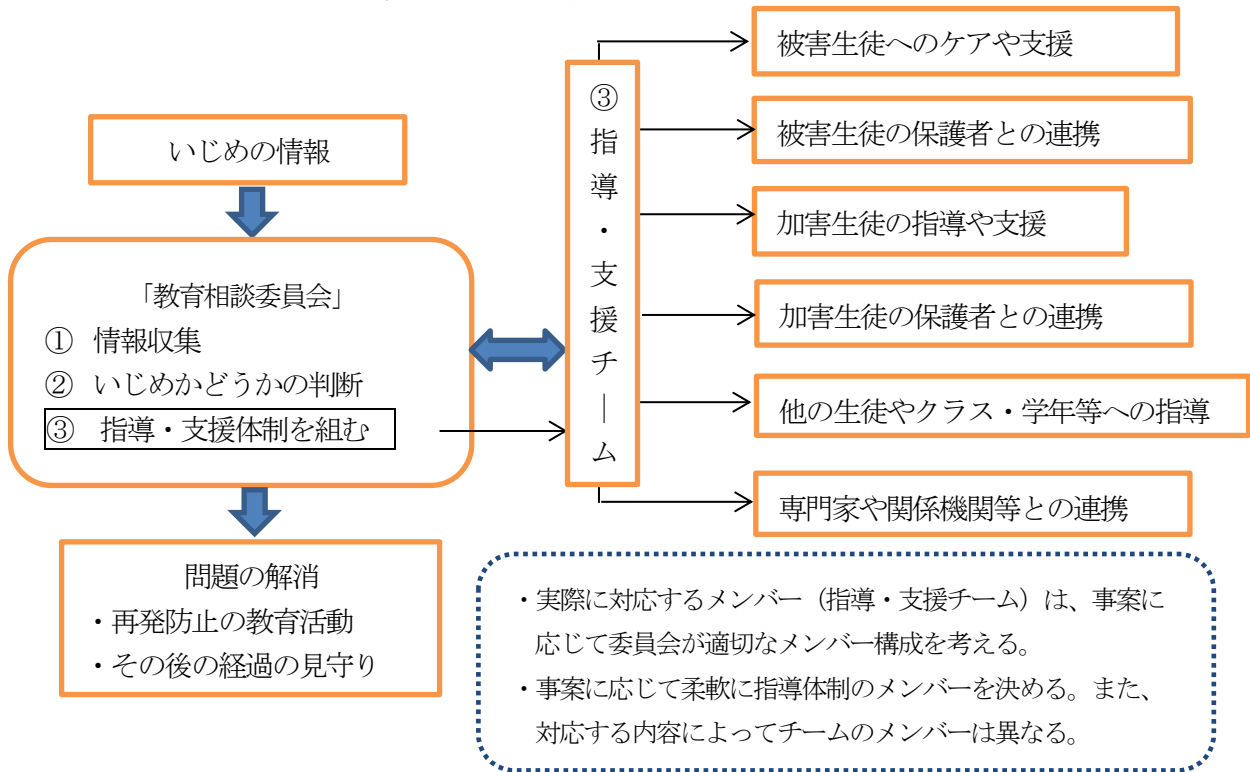 いじめの情報
「教育相談委員会」
① 情報収集
② いじめかどうかの判断
③ 指導・支援体制を組む
問題の解消
・再発防止の教育活動
・その後の経過の見守り
③指導・支援チーム
被害生徒へのケアや支援
被害生徒の保護者との連携
加害生徒の指導や支援
加害生徒の保護者との連携
他の生徒やクラス・学年等への指導
専門家や関係機関等との連携
・実際に対応するメンバー（指導・支援チーム）は、事案に
応じて委員会が適切なメンバー構成を考える。
・事案に応じて柔軟に指導体制のメンバーを決める。また、
対応する内容によってチームのメンバーは異なる。